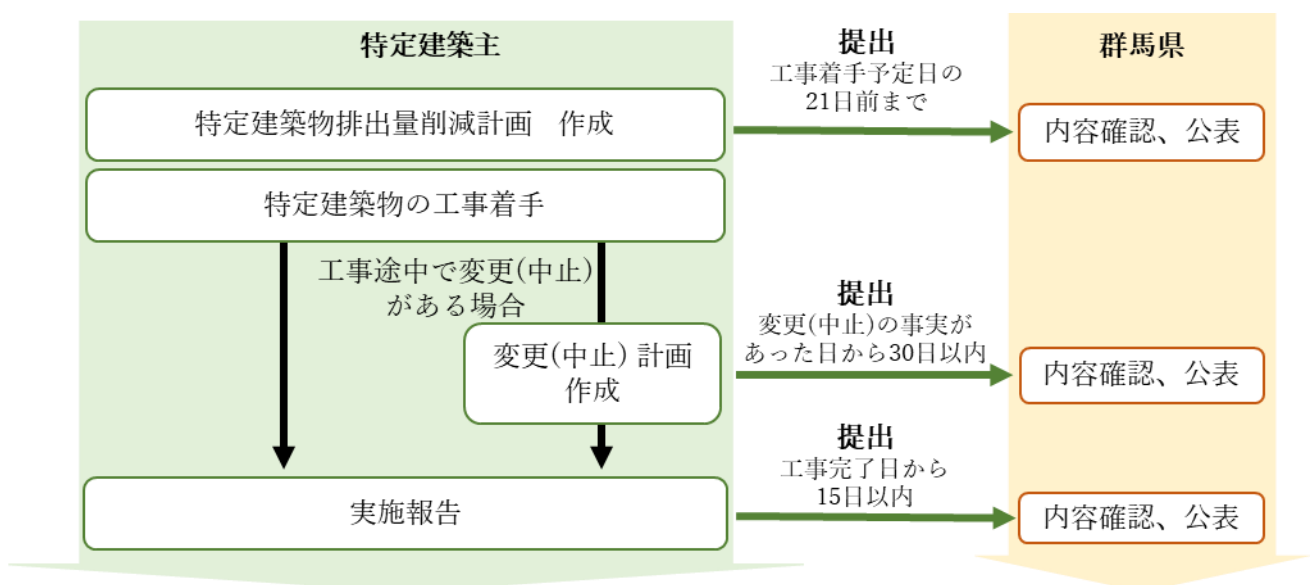 特定建築主
提出
工事着手予定日の
21日前まで
群馬県
特定建築物排出量削減計画　作成
内容確認、公表
特定建築物の工事着手
工事途中で変更(中止)
がある場合
提出
変更(中止)の事実が
あった日から30日以内
変更(中止) 計画
作成
内容確認、公表
提出
工事完了日から
15日以内
実施報告
内容確認、公表